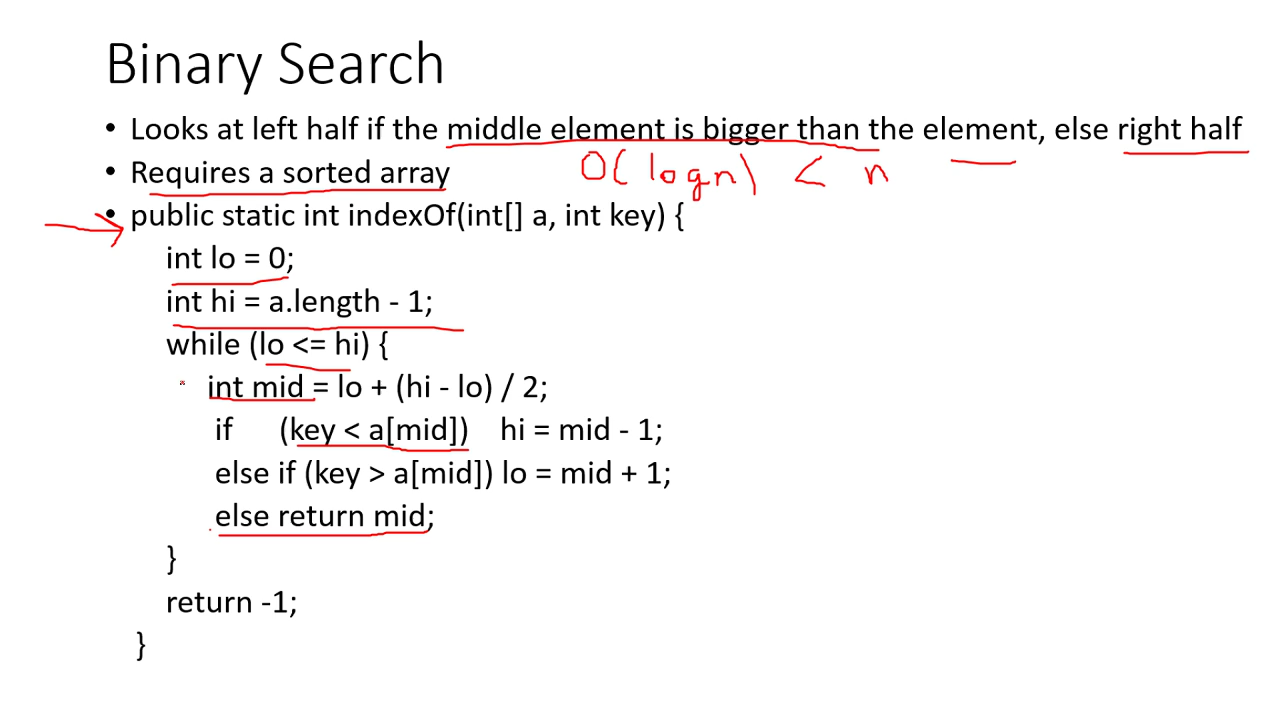 Binary Search
• Looks at left half if the middle element is bigger than the element, else right half
• Requires a sorted array O( log n) < n
• public static int indexOf(int[] a, int key) {
int lo = 0;
int hi = a.length - 1;
while (lo <= hi) {
int mid = lo + (hi - lo) / 2;
if (key < a[mid]) hi = mid - 1;
else if (key > a[mid]) lo = mid + 1;
else return mid;
}
return -1;
}